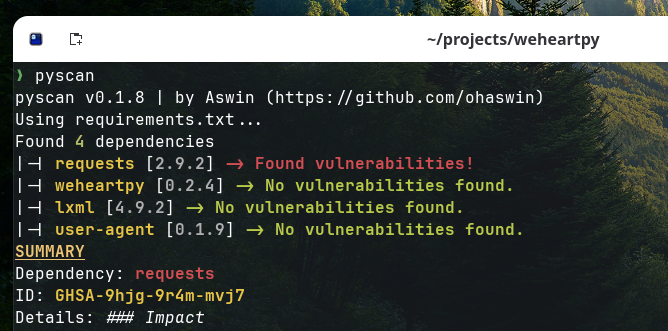 ~/projects/weheartpy
❯ pyscan
pyscan v0.1.8 | by Aswin (https://github.com/ohaswin)
Using requirements.txt...
Found 4 dependencies
|-| requests [2.9.2] -> Found vulnerabilities!
|-| weheartpy [0.2.4] -> No vulnerabilities found.
|-| lxml [4.9.2] -> No vulnerabilities found.
|-| user-agent [0.1.9] -> No vulnerabilities found.
SUMMARY
Dependency: requests
ID: GHSA-9hjg-9r4m-mvj7
Details: ### Impact